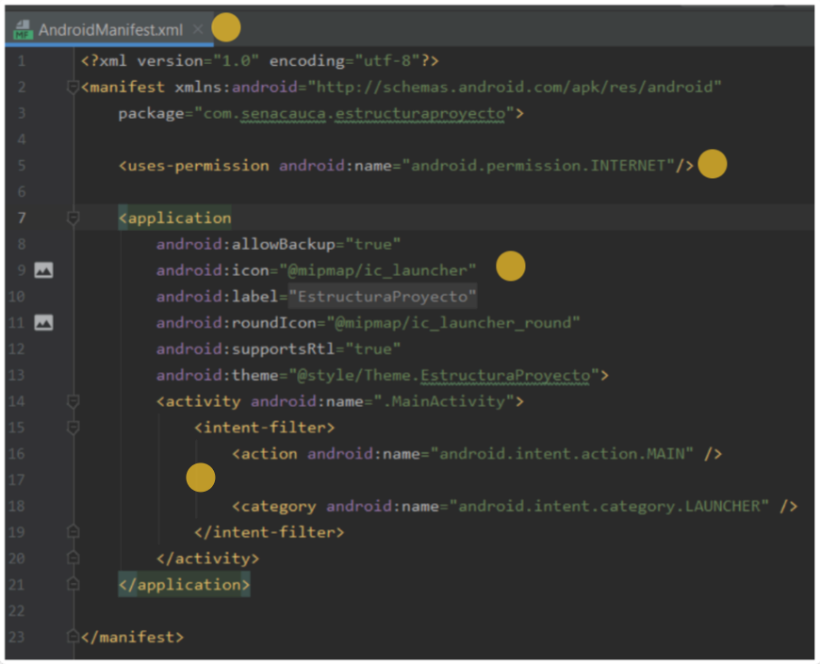 MF AndroidManifest.xml ×
1 <?xml version="1.0" encoding="utf-8"?>
2 <manifest xmlns:android="http://schemas.android.com/apk/res/android"
3 package="com.senacauca.estructuraproyecto">
4
5 <uses-permission android:name="android.permission.INTERNET"/>
6
7 <application
8 android:allowBackup="true"
9 android:icon="@mipmap/ic_launcher"
10 android:label="EstructuraProyecto"
11 android:roundIcon="@mipmap/ic_launcher_round"
12 android:supportsRtl="true"
13 android:theme="@style/Theme.EstructuraProyecto">
14 <activity android:name=".MainActivity">
15 <intent-filter>
16 <action android:name="android.intent.action.MAIN" />
17
18 <category android:name="android.intent.category.LAUNCHER" />
19 </intent-filter>
20 </activity>
21 </application>
22
23 </manifest>